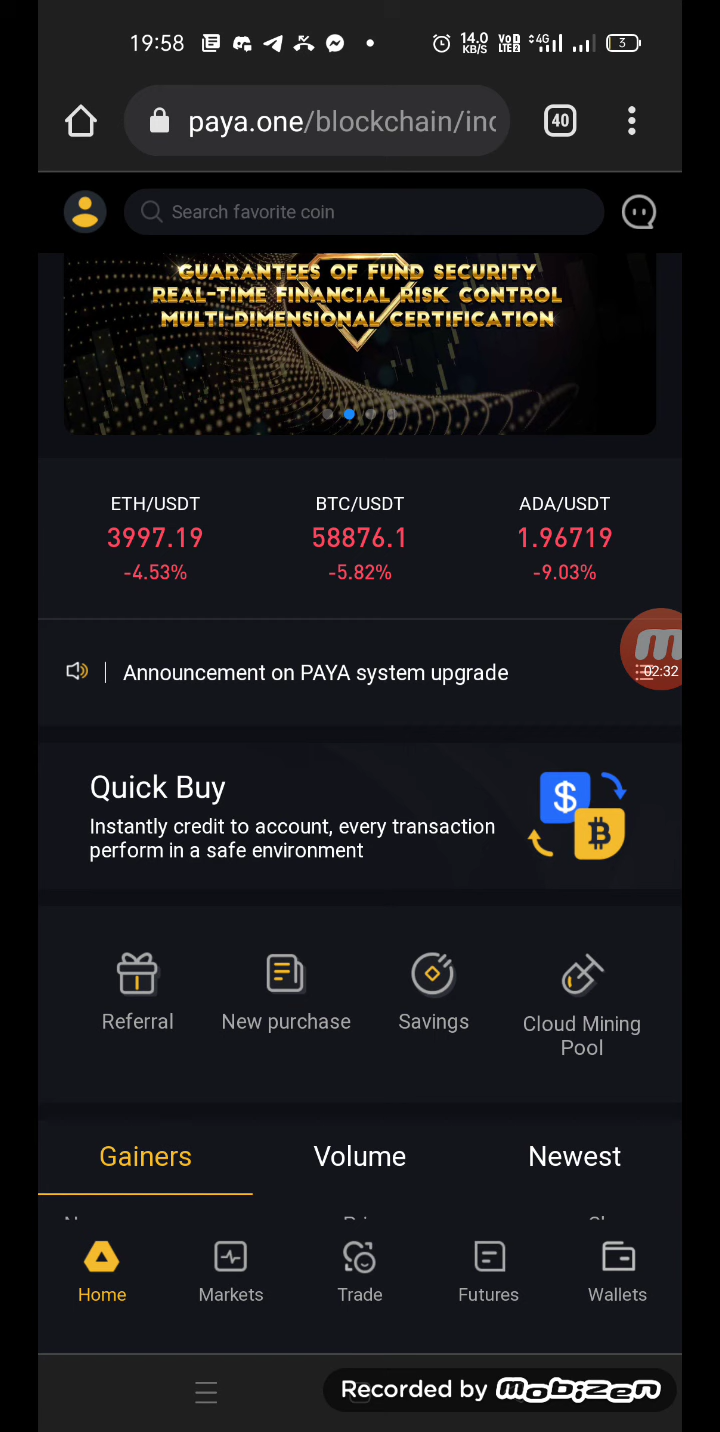 19:58
14.0
KB/S
VoD
LTE2
4G
3
paya.one/blockchain/inc
40
Search favorite coin
GUARANTEES OF FUND SECURITY
REAL-TIME FINANCIAL RISK CONTROL
MULTI-DIMENSIONAL CERTIFICATION
ETH/USDT
BTC/USDT
ADA/USDT
3997.19
58876.1
1.96719
-4.53%
-5.82%
-9.03%
Announcement on PAYA system upgrade
02:32
Quick Buy
Instantly credit to account, every transaction
perform in a safe environment
Referral
New purchase
Savings
Cloud Mining
Pool
Gainers
Volume
Newest
Home
Markets
Trade
Futures
Wallets
Recorded by mobizen